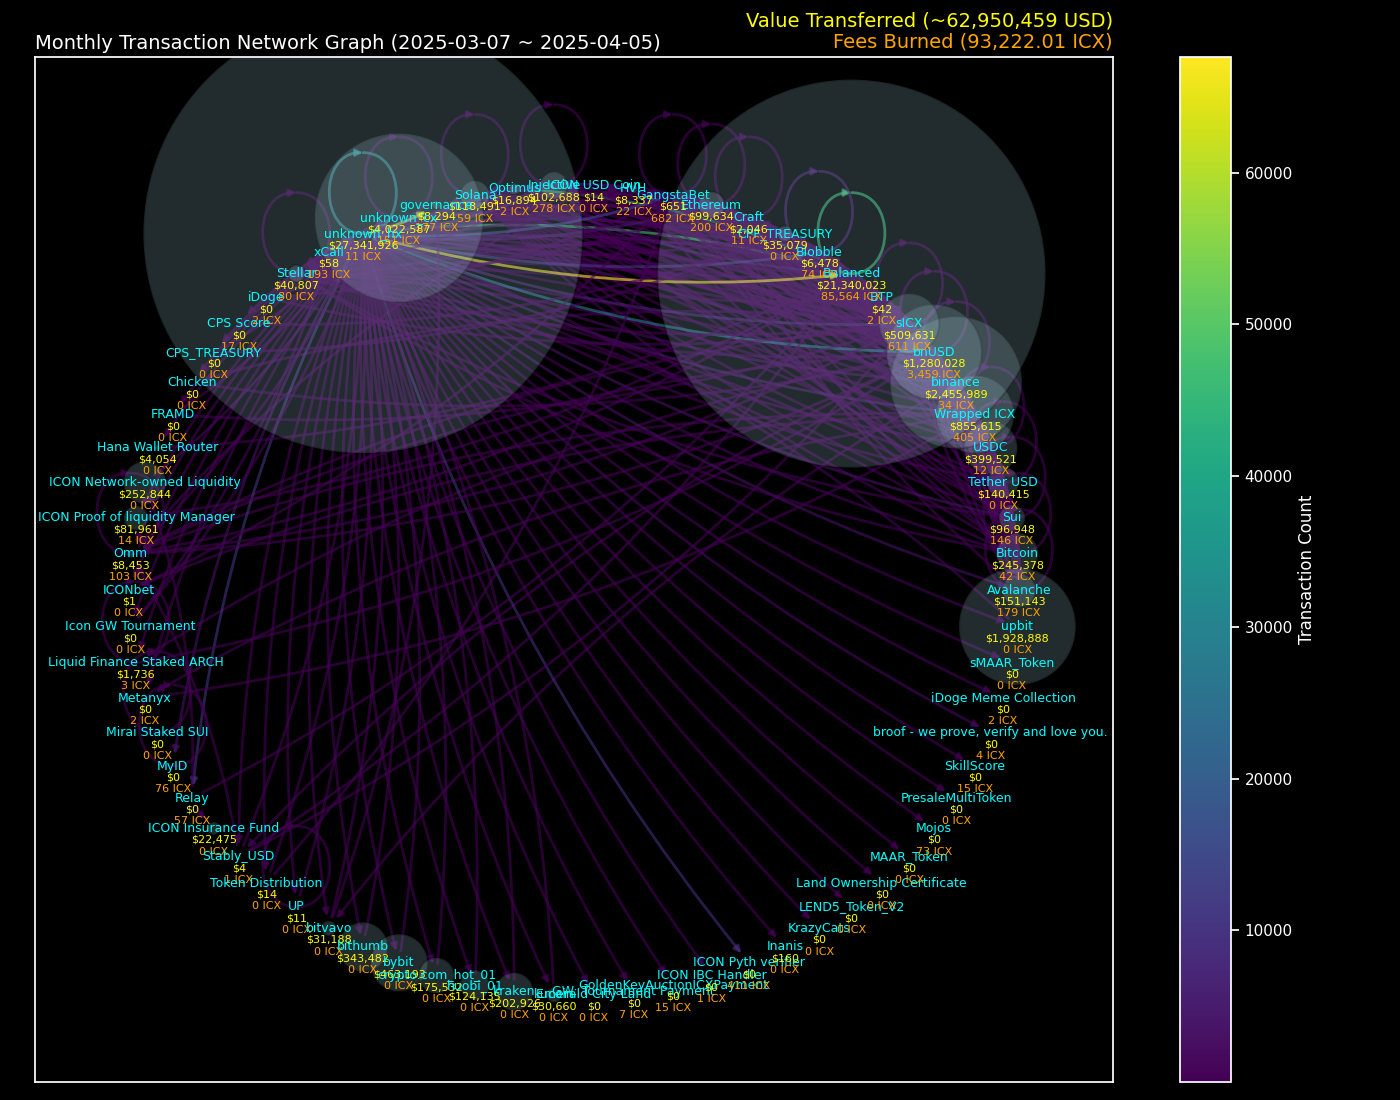 Value Transferred (~62,950,459 USD)
Monthly Transaction Network Graph (2025-03-07 ~ 2025-04-05)
Fees Burned (93,222.01 ICX)
60000
50000
40000
30000
20000
10000
Transaction Count
Solana
$118,491
59 ICX
Optimus
$16,894
2 ICX
Injective
$102,688
278 ICX
ICON USD Coin
$14
0 ICX
HVH
$8,337
22 ICX
GangstaBet
$651
682 ICX
Ethereum
$99,634
200 ICX
Craft
$2,046
11 ICX
CPS_TREASURY
$35,079
0 ICX
Blobble
$6,478
74 ICX
Balanced
$21,340,023
85,564 ICX
BTP
$42
2 ICX
sICX
$509,631
611 ICX
bnUSD
$1,280,028
3,459 ICX
binance
$2,455,989
34 ICX
Wrapped ICX
$855,615
405 ICX
USDC
$399,521
12 ICX
Tether USD
$140,415
0 ICX
Sui
$96,948
146 ICX
Bitcoin
$245,378
42 ICX
Avalanche
$151,143
179 ICX
upbit
$1,928,888
0 ICX
sMAAR_Token
$0
0 ICX
iDoge Meme Collection
$0
2 ICX
broof - we prove, verify and love you.
$0
4 ICX
SkillScore
$0
15 ICX
PresaleMultiToken
$0
0 ICX
Mojos
$0
73 ICX
MAAR_Token
$0
0 ICX
Land Ownership Certificate
$0
0 ICX
LEND5_Token_V2
$0
0 ICX
KrazyCats
$0
0 ICX
Inanis
$160
0 ICX
ICON Pyth verifier
$0
ICON IBC Handler
$0
1 ICX
GoldenKeyAuctionICXPayment
$0
15 ICX
GW Tournament Payment
$0
7 ICX
Emerald City Land
$0
0 ICX
$30,660
0 ICX
kraken
$202,926
0 ICX
huobi_01
$124,135
0 ICX
crypto.com_hot_01
$175,532
0 ICX
bybit
$463,193
0 ICX
bithumb
$343,482
0 ICX
bitvavo
$31,188
0 ICX
UP
$11
0 ICX
Token Distribution
$14
0 ICX
Stably_USD
$4
1 ICX
ICON Insurance Fund
$22,475
0 ICX
Relay
$0
57 ICX
MyID
$0
76 ICX
Mirai Staked SUI
$0
0 ICX
Metanyx
$0
2 ICX
Liquid Finance Staked ARCH
$1,736
3 ICX
Icon GW Tournament
$0
0 ICX
ICONbet
$1
0 ICX
Omm
$8,453
103 ICX
ICON Proof of liquidity Manager
$81,961
14 ICX
ICON Network-owned Liquidity
$252,844
0 ICX
Hana Wallet Router
$4,054
0 ICX
FRAMD
$0
0 ICX
Chicken
$0
0 ICX
CPS_TREASURY
$0
0 ICX
CPS Score
$0
17 ICX
iDoge
$0
2 ICX
Stellar
$40,807
30 ICX
xCall
$58
193 ICX
$27,341,926
11 ICX
$4,022,587
governance
$8,294